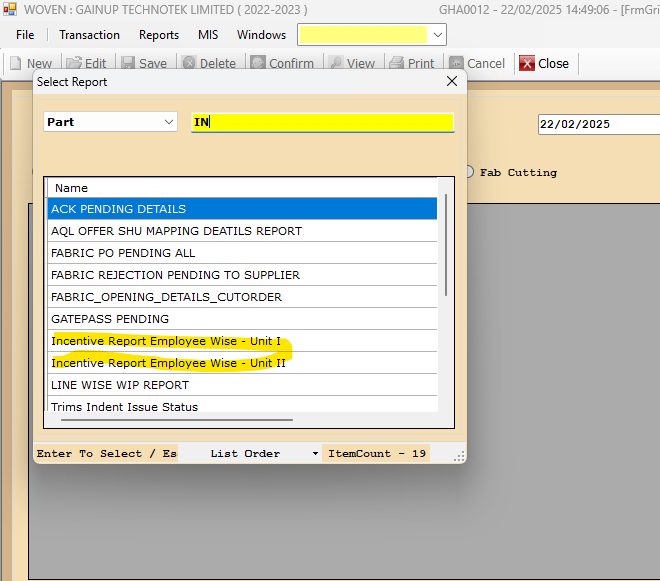 WOVEN : GAINUP TECHNOTEK LIMITED ( 2022-2023 ) GHA0012 - 22/02/2025 14:49:06 - [FrmGri
File Transaction Reports MIS Windows
New Edit Save Delete Confirm View Print Cancel Close
Select Report
Part IN
22/02/2025
Fab Cutting
Name
ACK PENDING DETAILS
AQL OFFER SHU MAPPING DEATILS REPORT
FABRIC PO PENDING ALL
FABRIC REJECTION PENDING TO SUPPLIER
FABRIC_OPENING_DETAILS_CUTORDER
GATEPASS PENDING
Incentive Report Employee Wise - Unit I
Incentive Report Employee Wise - Unit II
LINE WISE WIP REPORT
Trims Indent Issue Status
Enter To Select / Es List Order ItemCount - 19